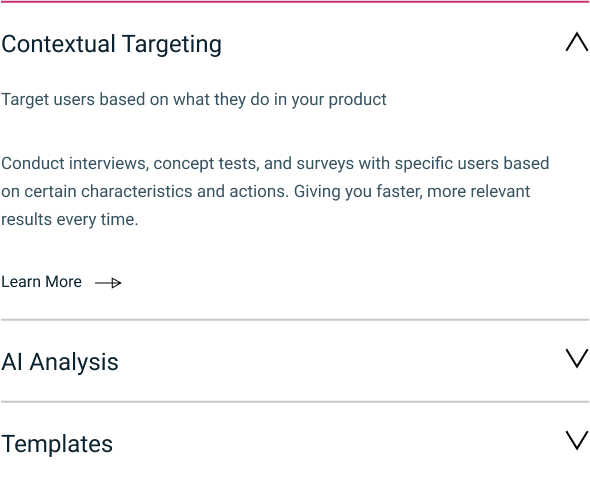 Contextual Targeting
Target users based on what they do in your product
Conduct interviews, concept tests, and surveys with specific users based
on certain characteristics and actions. Giving you faster, more relevant
results every time.
Learn More
AI Analysis
Templates